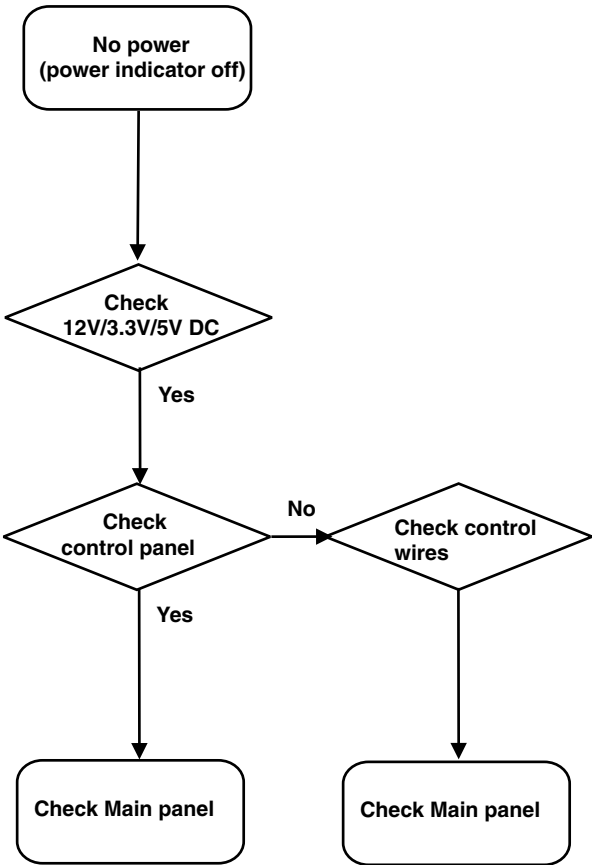 No power
(power indicator off)
Check
12V/3.3V/5V DC
Yes
Check
control panel
No
Check control
wires
Yes
Check Main panel
Check Main panel